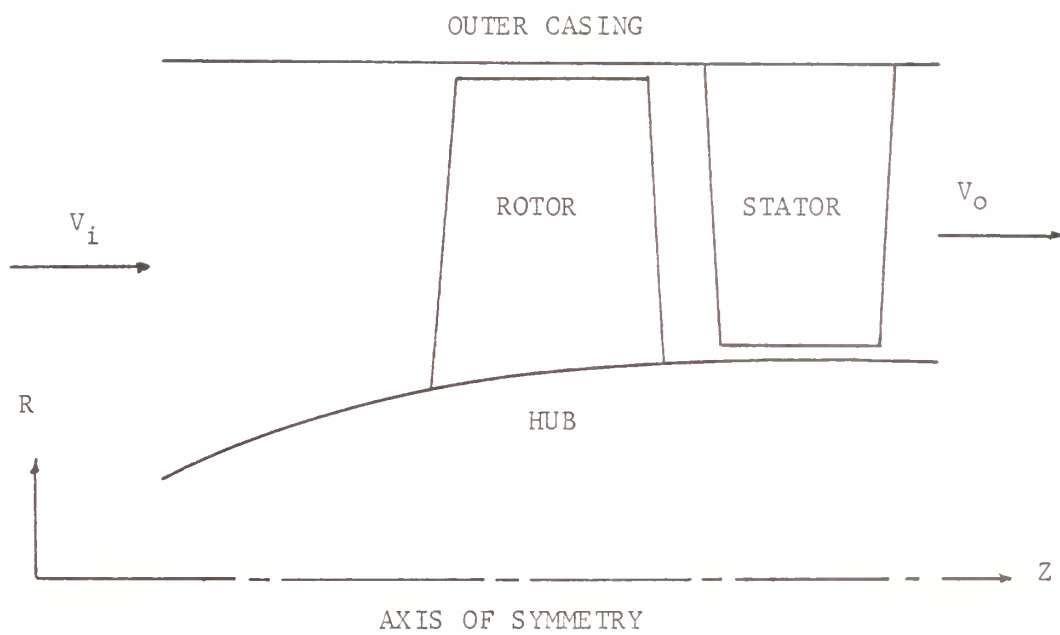 OUTER CASING
ROTOR
STATOR
V_i
V_o
R
HUB
Z
AXIS OF SYMMETRY